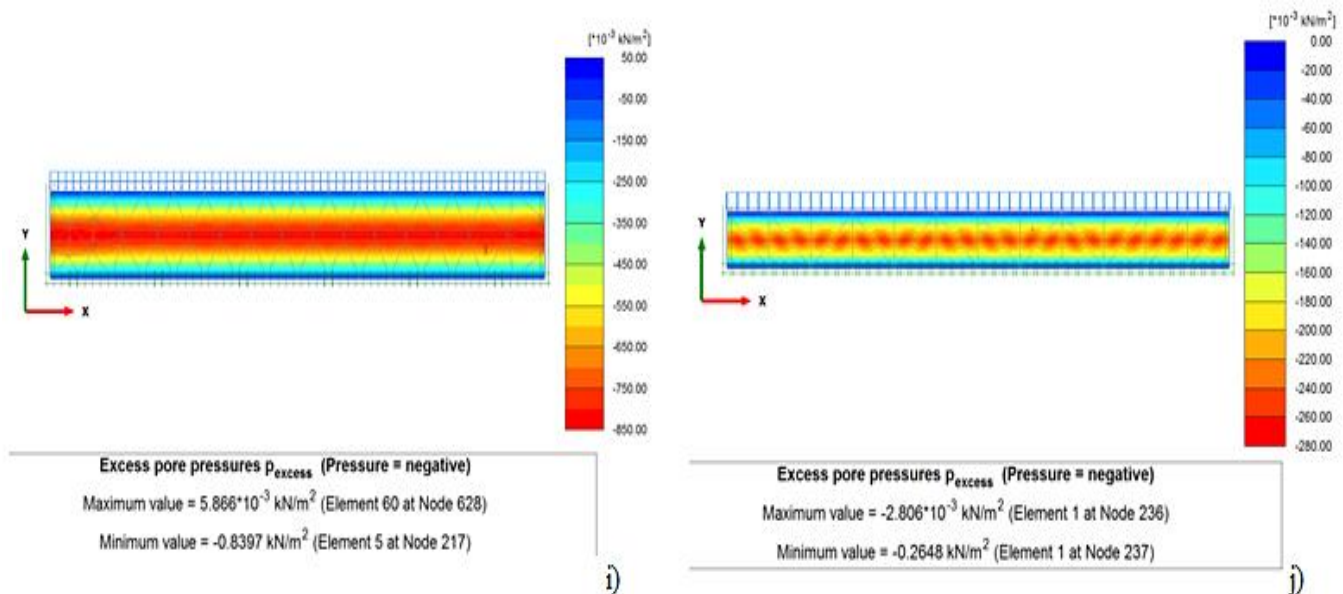 [*10-3 kN/m2]
50.00
-50.00
-150.00
-250.00
-350.00
-450.00
-550.00
-650.00
-750.00
-850.00
Y
X
Excess pore pressures pexcess (Pressure = negative)
Maximum value = 5.866*10-3 kN/m2 (Element 60 at Node 628)
Minimum value = -0.8397 kN/m2 (Element 5 at Node 217)
i)
[*10-3 kN/m2]
0.00
-20.00
-60.00
-80.00
-100.00
-120.00
-140.00
-160.00
-180.00
-200.00
-220.00
-240.00
-260.00
-280.00
Y
X
Excess pore pressures pexcess (Pressure = negative)
Maximum value = -2.806*10-3 kN/m2 (Element 1 at Node 236)
Minimum value = -0.2648 kN/m2 (Element 1 at Node 237)
j)